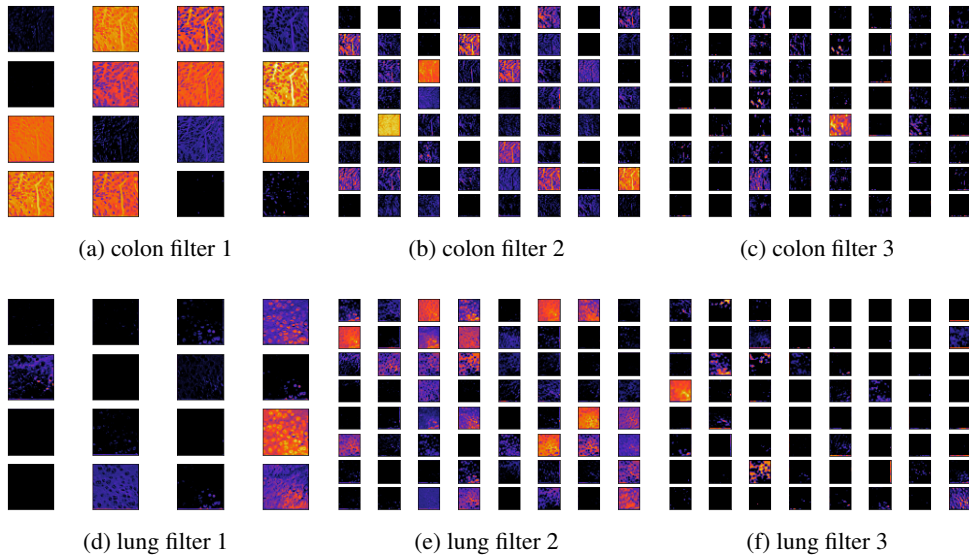 (a) colon filter 1
(b) colon filter 2
(c) colon filter 3
(d) lung filter 1
(e) lung filter 2
(f) lung filter 3